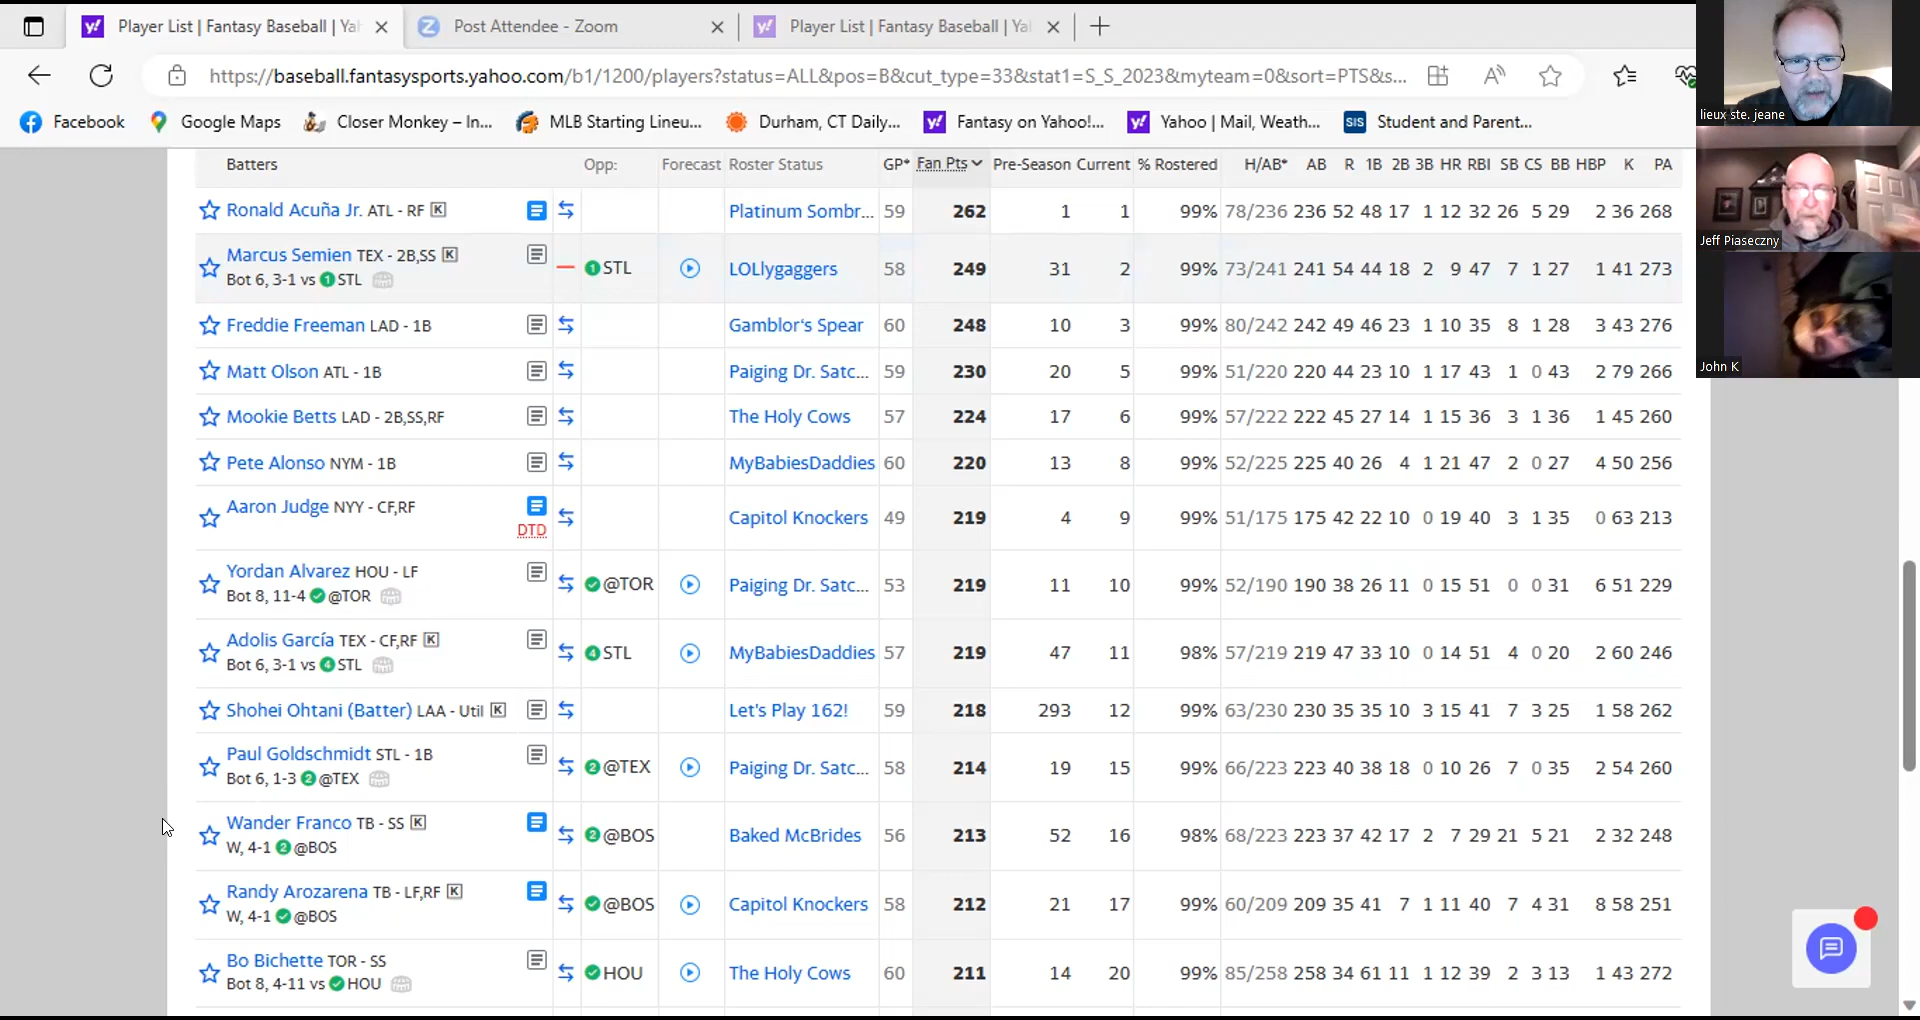 Player List | Fantasy Baseball | Ya
Post Attendee - Zoom
Player List | Fantasy Baseball | Ya
https://baseball.fantasysports.yahoo.com/b1/1200/players?status=ALL&pos=B&cut_type=33&stat1=S_S_2023&myteam=0&sort=PTS&s...
Facebook Google Maps Closer Monkey – In... MLB Starting Lineu... Durham, CT Daily... Fantasy on Yahoo!... Yahoo | Mail, Weath... SIS Student and Parent...
Batters Opp: Forecast Roster Status GP* Fan Pts Pre-Season Current % Rostered H/AB* AB R 1B 2B 3B HR RBI SB CS BB HBP K PA
Ronald Acuña Jr. ATL - RF K Platinum Sombr... 59 262 1 1 99% 78/236 236 52 48 17 1 12 32 26 5 29 2 36 268
Marcus Semien TEX - 2B,SS K
Bot 6, 3-1 vs 1 STL
1 STL LOLlygaggers 58 249 31 2 99% 73/241 241 54 44 18 2 9 47 7 1 27 1 41 273
Freddie Freeman LAD - 1B Gamblor's Spear 60 248 10 3 99% 80/242 242 49 46 23 1 10 35 8 1 28 3 43 276
Matt Olson ATL - 1B Paiging Dr. Satc... 59 230 20 5 99% 51/220 220 44 23 10 1 17 43 1 0 43 2 79 266
Mookie Betts LAD - 2B,SS,RF The Holy Cows 57 224 17 6 99% 57/222 222 45 27 14 1 15 36 3 1 36 1 45 260
Pete Alonso NYM - 1B MyBabiesDaddies 60 220 13 8 99% 52/225 225 40 26 4 1 21 47 2 0 27 4 50 256
Aaron Judge NYY - CF,RF
DTD
Capitol Knockers 49 219 4 9 99% 51/175 175 42 22 10 0 19 40 3 1 35 0 63 213
Yordan Alvarez HOU - LF
Bot 8, 11-4 @TOR
@TOR Paiging Dr. Satc... 53 219 11 10 99% 52/190 190 38 26 11 0 15 51 0 0 31 6 51 229
Adolis García TEX - CF,RF K
Bot 6, 3-1 vs 4 STL
4 STL MyBabiesDaddies 57 219 47 11 98% 57/219 219 47 33 10 0 14 51 4 0 20 2 60 246
Shohei Ohtani (Batter) LAA - Util K Let's Play 162! 59 218 293 12 99% 63/230 230 35 35 10 3 15 41 7 3 25 1 58 262
Paul Goldschmidt STL - 1B
Bot 6, 1-3 2 @TEX
2 @TEX Paiging Dr. Satc... 58 214 19 15 99% 66/223 223 40 38 18 0 10 26 7 0 35 2 54 260
Wander Franco TB - SS K
W, 4-1 2 @BOS
2 @BOS Baked McBrides 56 213 52 16 98% 68/223 223 37 42 17 2 7 29 21 5 21 2 32 248
Randy Arozarena TB - LF,RF K
W, 4-1 @BOS
@BOS Capitol Knockers 58 212 21 17 99% 60/209 209 35 41 7 1 11 40 7 4 31 8 58 251
Bo Bichette TOR - SS
Bot 8, 4-11 vs HOU
HOU The Holy Cows 60 211 14 20 99% 85/258 258 34 61 11 1 12 39 2 3 13 1 43 272
lieux ste. jeane
Jeff Piaseczny
John K